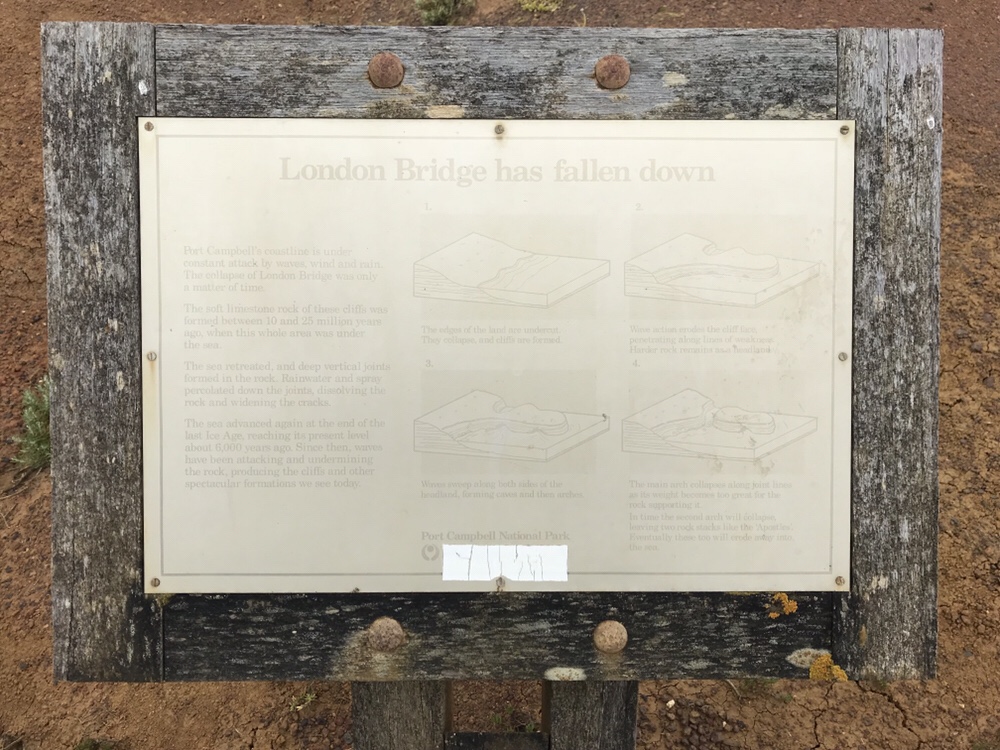 London Bridge has fallen down
Port Campbell's coastline is under
constant attack by waves, wind and rain.
The collapse of London Bridge was only
a matter of time.
The soft limestone rock of these cliffs was
formed between 10 and 25 million years
ago, when this whole area was under
the sea.
The sea retreated, and deep vertical joints
formed in the rock. Rainwater and spray
percolated down the joints, dissolving the
rock and widening the cracks.
The sea advanced again at the end of the
last Ice Age, reaching its present level
about 6,000 years ago. Since then, waves
have been attacking and undermining
the rock, producing the cliffs and other
spectacular formations we see today.
1.
The edges of the land are undercut.
They collapse, and cliffs are formed.
2.
Wave action erodes the cliff face,
penetrating along lines of weakness.
Harder rock remains as a headland.
3.
Waves sweep along both sides of the
headland, forming caves and then arches.
4.
The main arch collapses along joint lines
as its weight becomes too great for the
rock supporting it.
In time the second arch will collapse,
leaving two rock stacks like the 'Apostles'.
Eventually these too will erode away into
the sea.
Port Campbell National Park